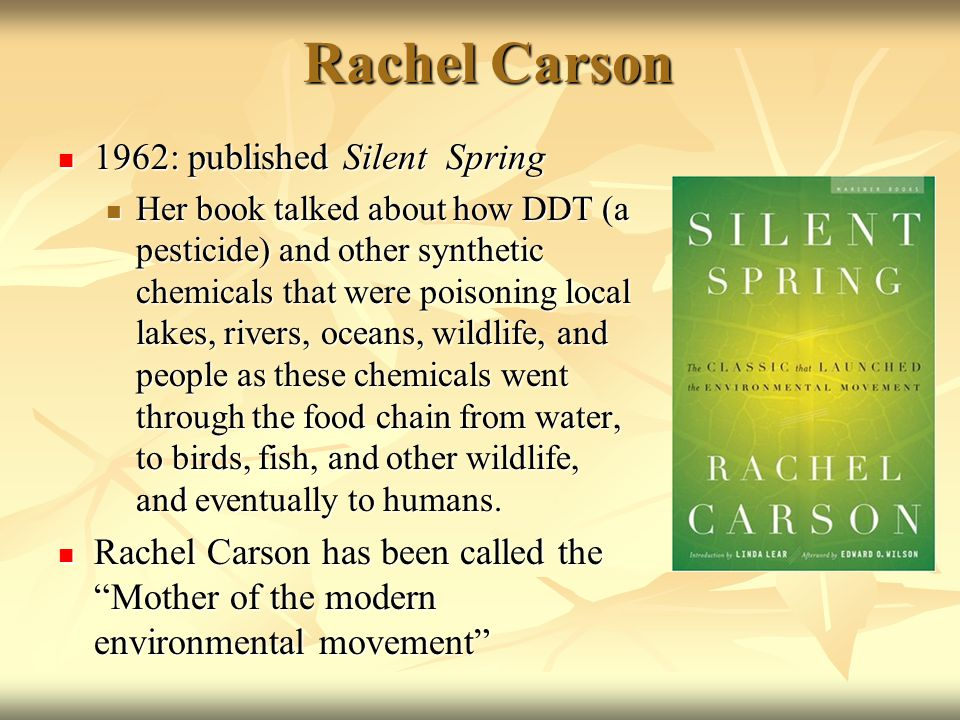 Rachel Carson
1962: published Silent Spring
Her book talked about how DDT (a
pesticide) and other synthetic
chemicals that were poisoning local
lakes, rivers, oceans, wildlife, and
people as these chemicals went
through the food chain from water,
to birds, fish, and other wildlife,
and eventually to humans.
Rachel Carson has been called the
“Mother of the modern
environmental movement”
MARINER BOOKS
SILENT
SPRING
The CLASSIC that LAUNCHED
the ENVIRONMENTAL MOVEMENT
RACHEL
CARSON
Introduction by LINDA LEAR Afterword by EDWARD O. WILSON